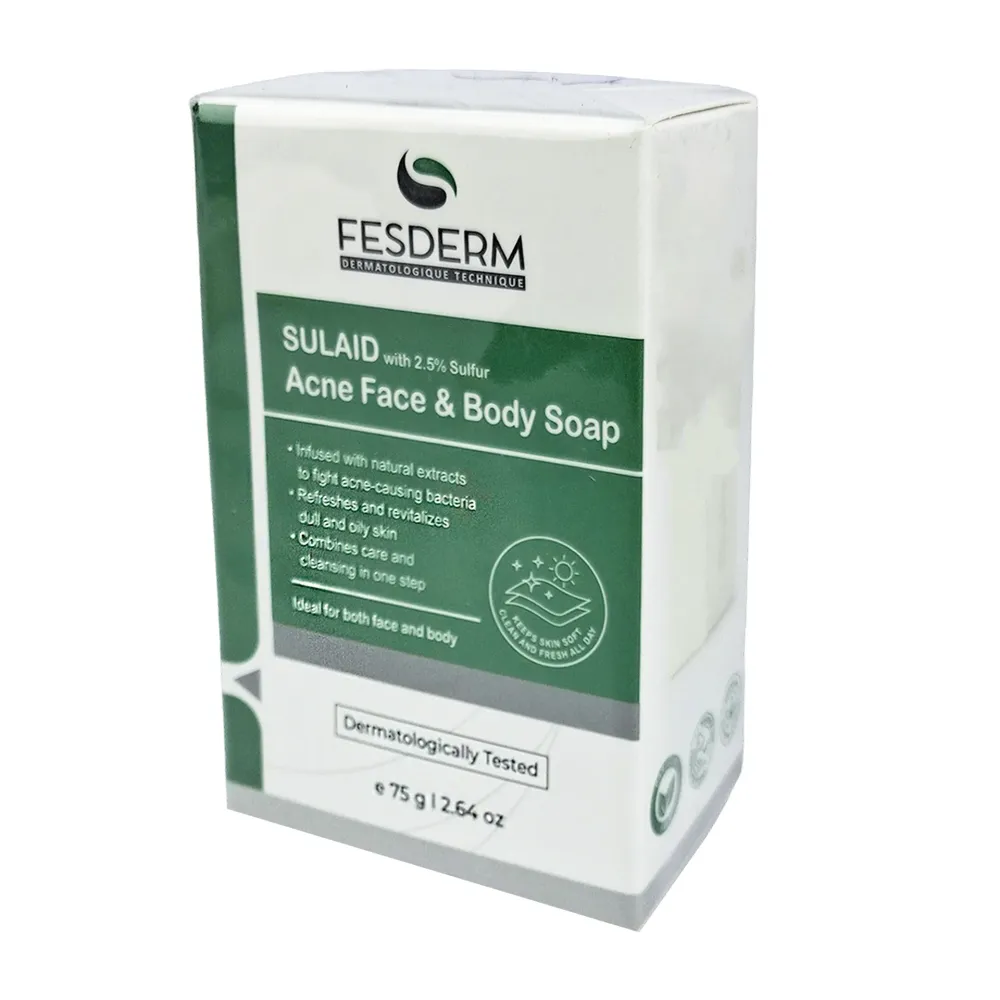 FESDERM
DERMATOLOGIQUE TECHNIQUE
SULAID with 2.5% Sulfur
Acne Face & Body Soap
• Infused with natural extracts
to fight acne-causing bacteria
• Refreshes and revitalizes
dull and oily skin
• Combines care and
cleansing in one step
Ideal for both face and body
KEEPS SKIN SOFT
CLEAN AND FRESH ALL DAY
Dermatologically Tested
e 75 g | 2.64 oz